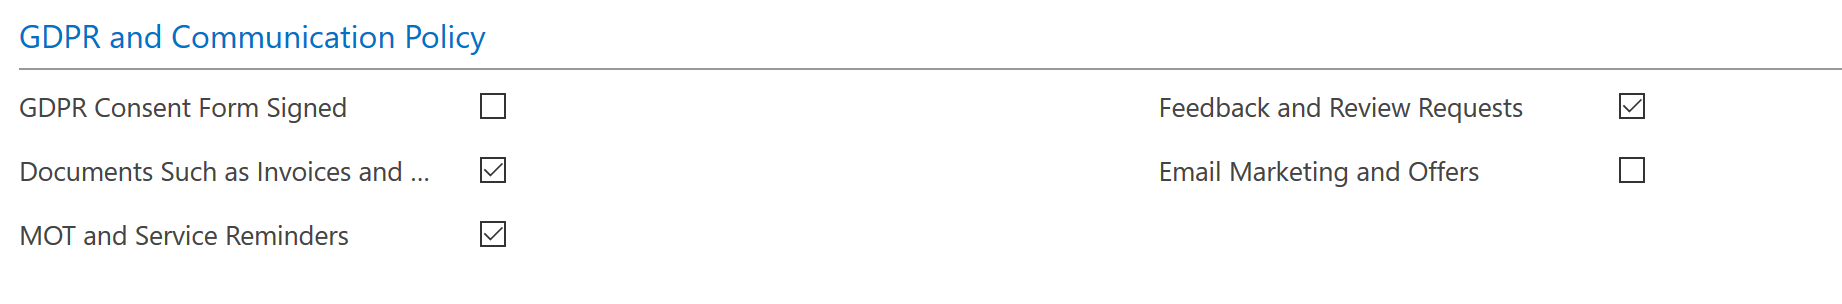 GDPR and Communication Policy
GDPR Consent Form Signed
Documents Such as Invoices and ...
MOT and Service Reminders
Feedback and Review Requests
Email Marketing and Offers